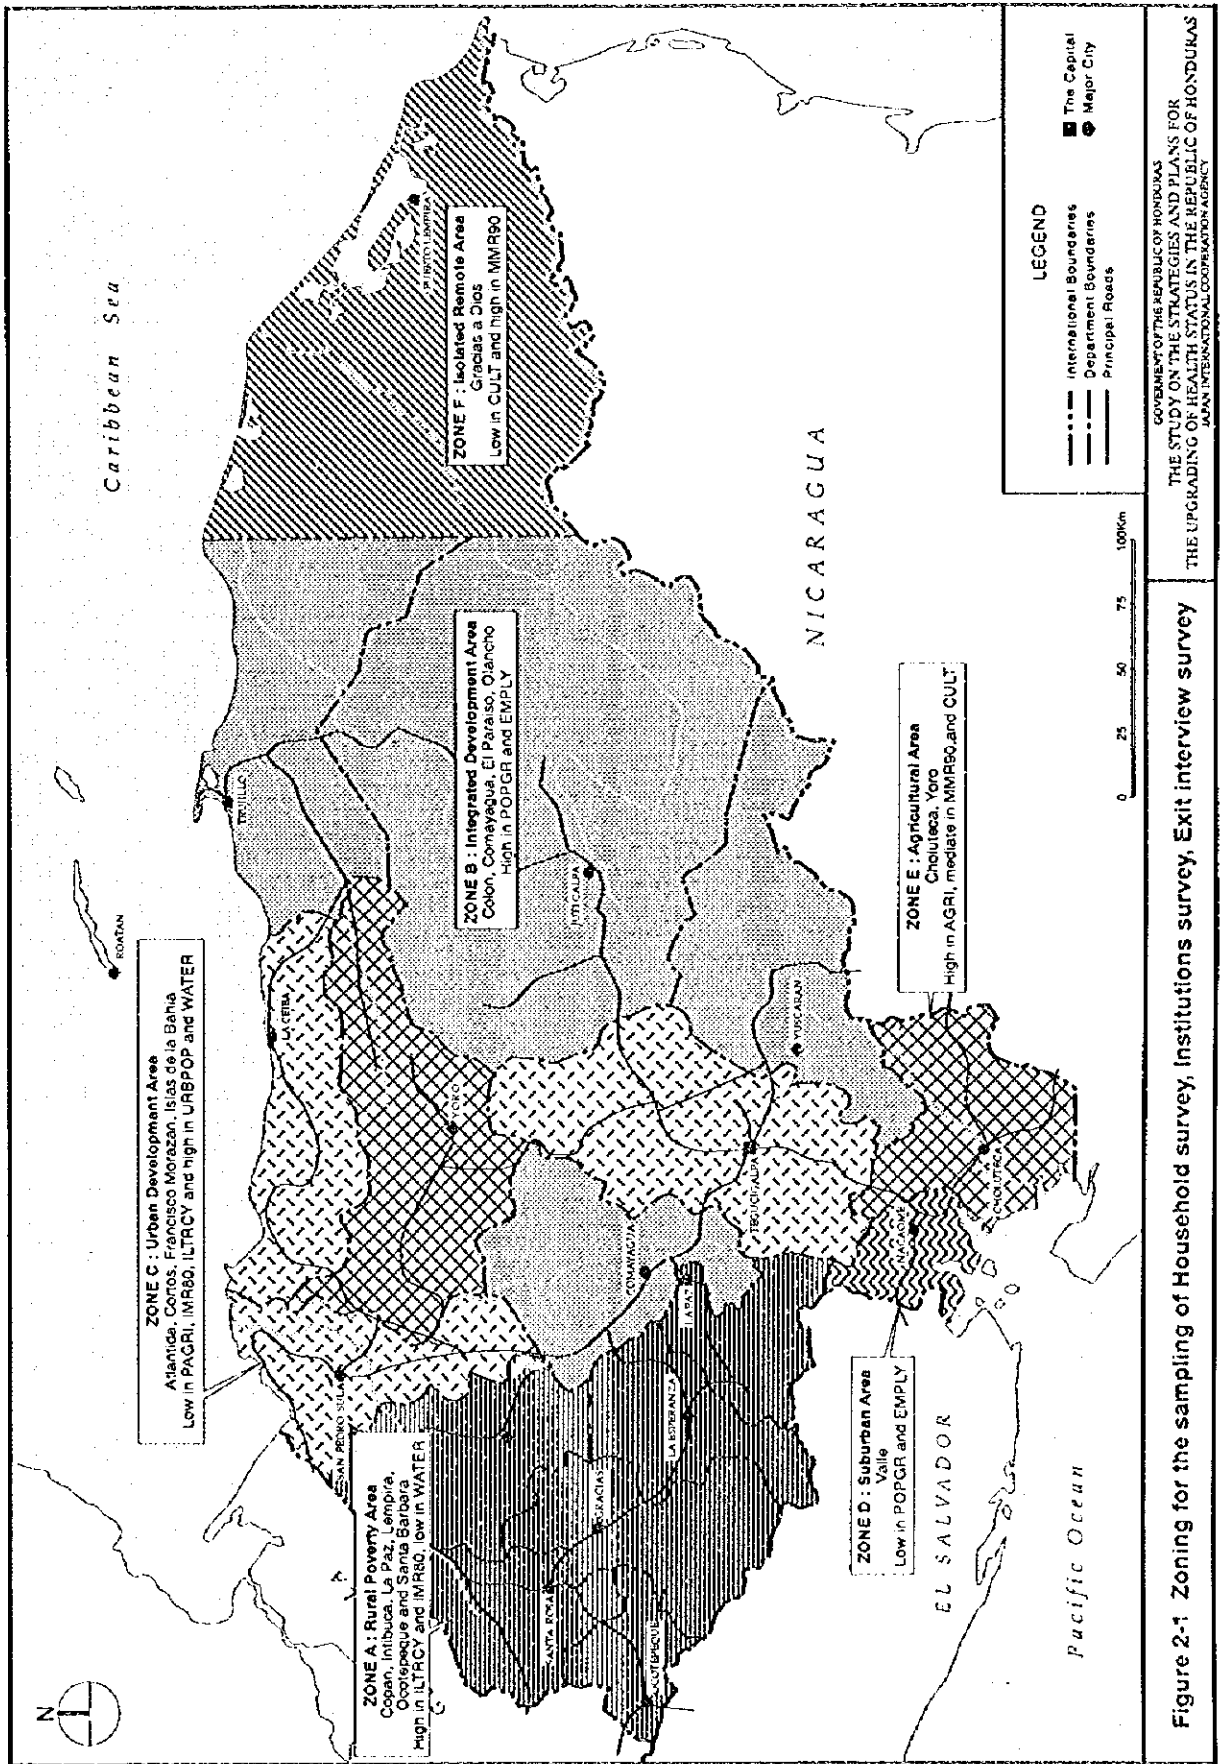 N
Caribbean Sea
ROATAN
ZONE C : Urban Development Area
Atlantida, Cortos, Francisco Morazan, Islas de la Bahia
Low in PAGRI, IMR80, ILTRCY and high in URBPOP and WATER
TRUJILLO
LA CEIBA
SAN PEDRO SULA
YORO
PUERTO LEMPIRA
ZONE F : Isolated Remote Area
Gracias a Dios
Low in CULT and high in MMR90
ZONE B : Integrated Development Area
Colon, Comayagua, El Paraiso, Olancho
High in POPGR and EMPLY
ZONE A : Rural Poverty Area
Copan, Intibuca, La Paz, Lempira,
Ocotepeque and Santa Barbara
High in ILTRCY and IMR80, low in WATER
SANTA ROSA
GRACIAS
OCOTEPEQUE
LA ESPERANZA
COMAYAGUA
LA PAZ
JUTICALPA
TEGUCIGALPA
YUSCARAN
NACAOME
CHOLUTECA
NICARAGUA
ZONE E : Agricultural Area
Choluteca, Yoro
High in AGRI, mediate in MMR90,and CULT
ZONE D : Suburban Area
Valle
Low in POPGR and EMPLY
EL SALVADOR
Pacific Ocean
0 25 50 75 100Km
LEGEND
International Boundaries
Department Boundaries
Principal Roads
The Capital
Major City
Figure 2-1 Zoning for the sampling of Household survey, Institutions survey, Exit interview survey
GOVERMENT OF THE REPUBLIC OF HONDURAS
THE STUDY ON THE STRATEGIES AND PLANS FOR
THE UPGRADING OF HEALTH STATUS IN THE REPUBLIC OF HONDURAS
JAPAN INTERNATIONAL COOPERATION AGENCY